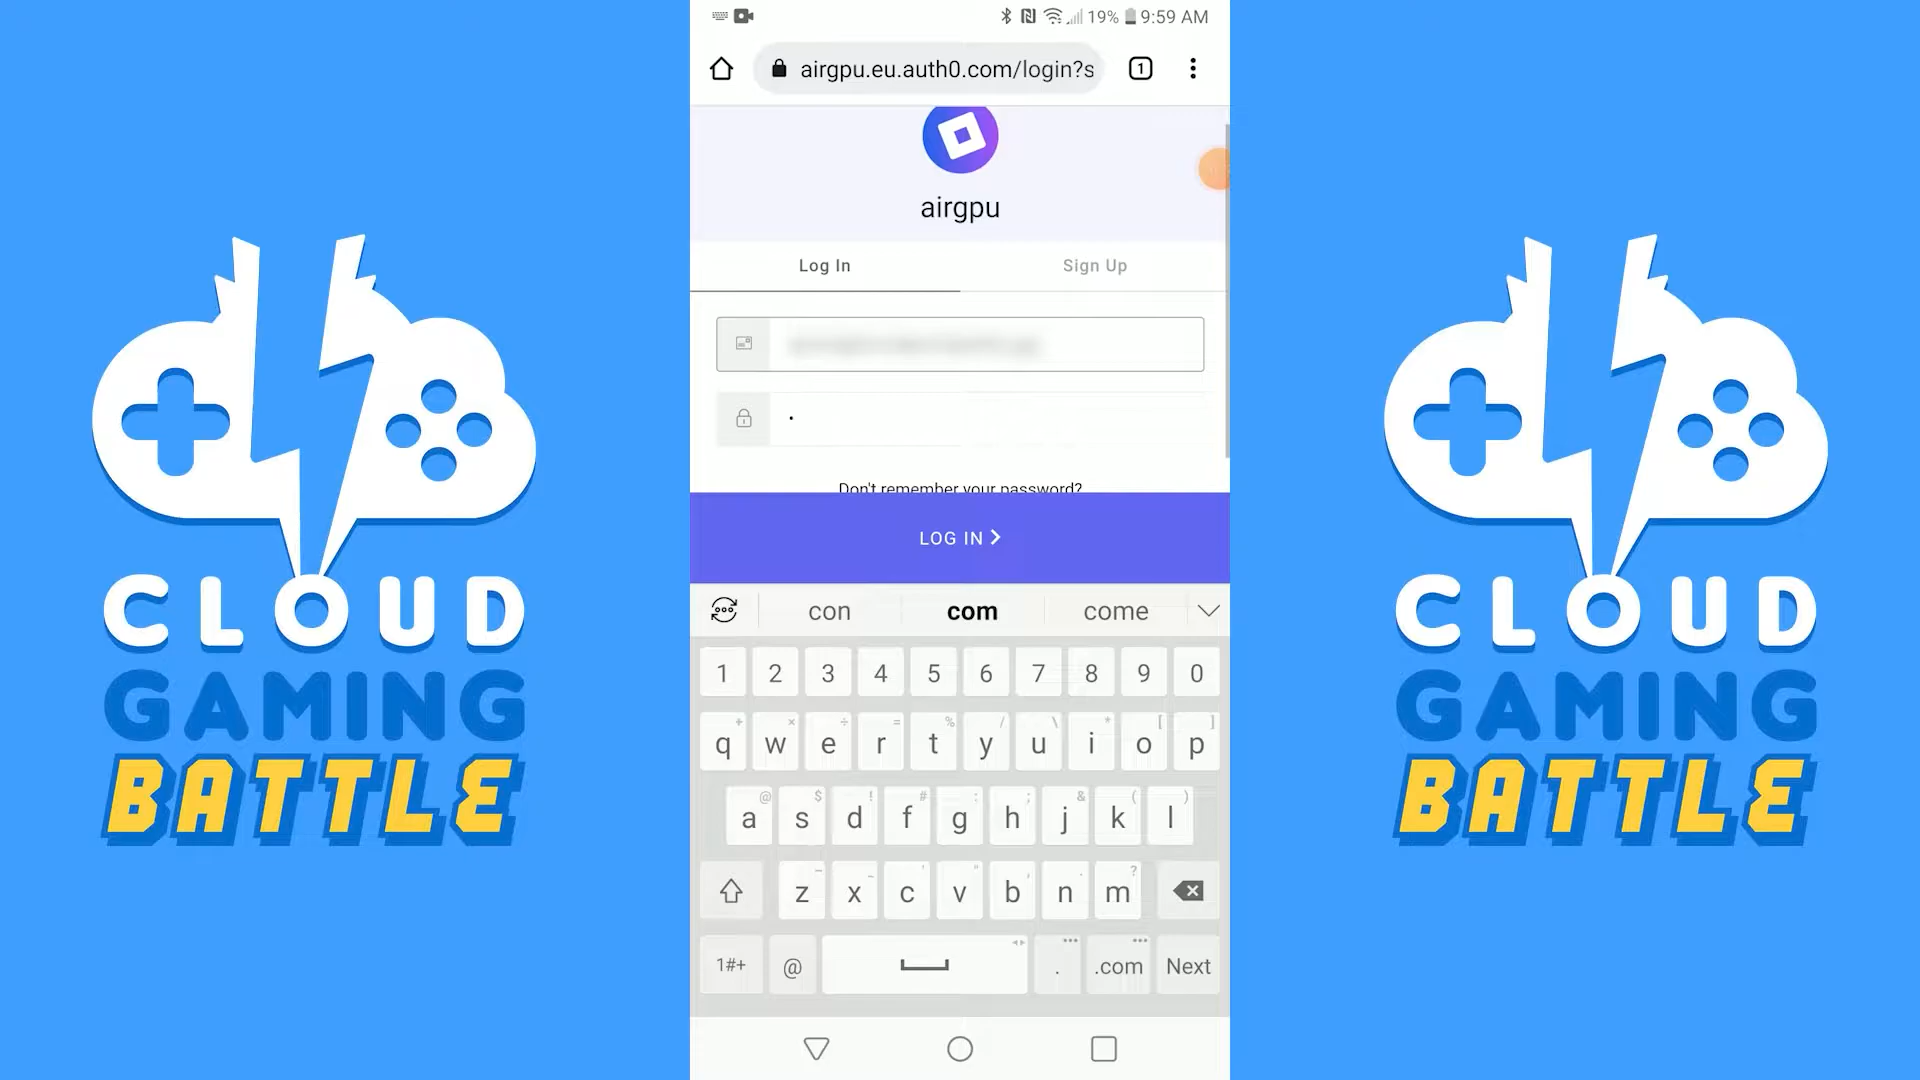 19% 9:59 AM
airgpu.eu.auth0.com/login?s
1
airgpu
Log In
Sign Up
Don't remember your password?
LOG IN
con
com
come
1 2 3 4 5 6 7 8 9 0
q w e r t y u i o p
a s d f g h j k l
z x c v b n m
1#+ @ . .com Next
CLOUD
GAMING
BATTLE
CLOUD
GAMING
BATTLE